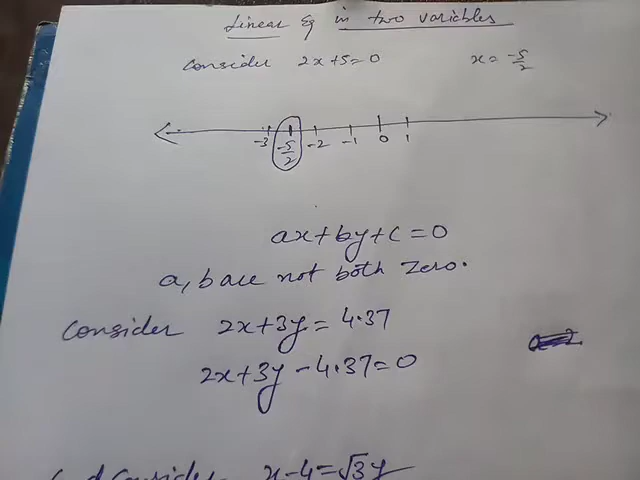 Linear Eq in two variables
Consider 2x+5=0 x = -5/2
-3 -5/2 -2 -1 0 1
ax+by+c=0
a, b are not both zero.
Consider 2x+3y=4.37
2x+3y-4.37=0
Consider x-4=√3y